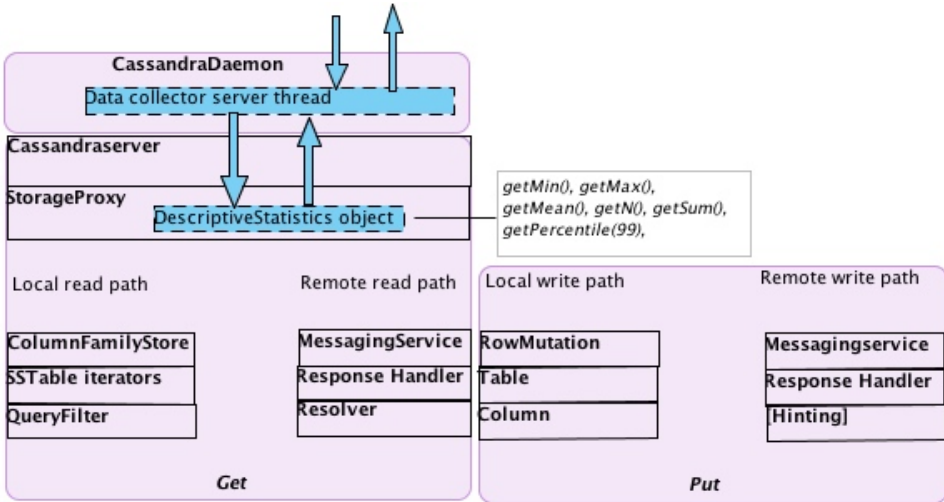 CassandraDaemon
Data collector server thread
Cassandraserver
StorageProxy
DescriptiveStatistics object
getMin(), getMax(),
getMean(), getN(), getSum(),
getPercentile(99),
Local read path
Remote read path
ColumnFamilyStore
SSTable iterators
QueryFilter
MessagingService
Response Handler
Resolver
Get
Local write path
Remote write path
RowMutation
Table
Column
Messagingservice
Response Handler
[Hinting]
Put